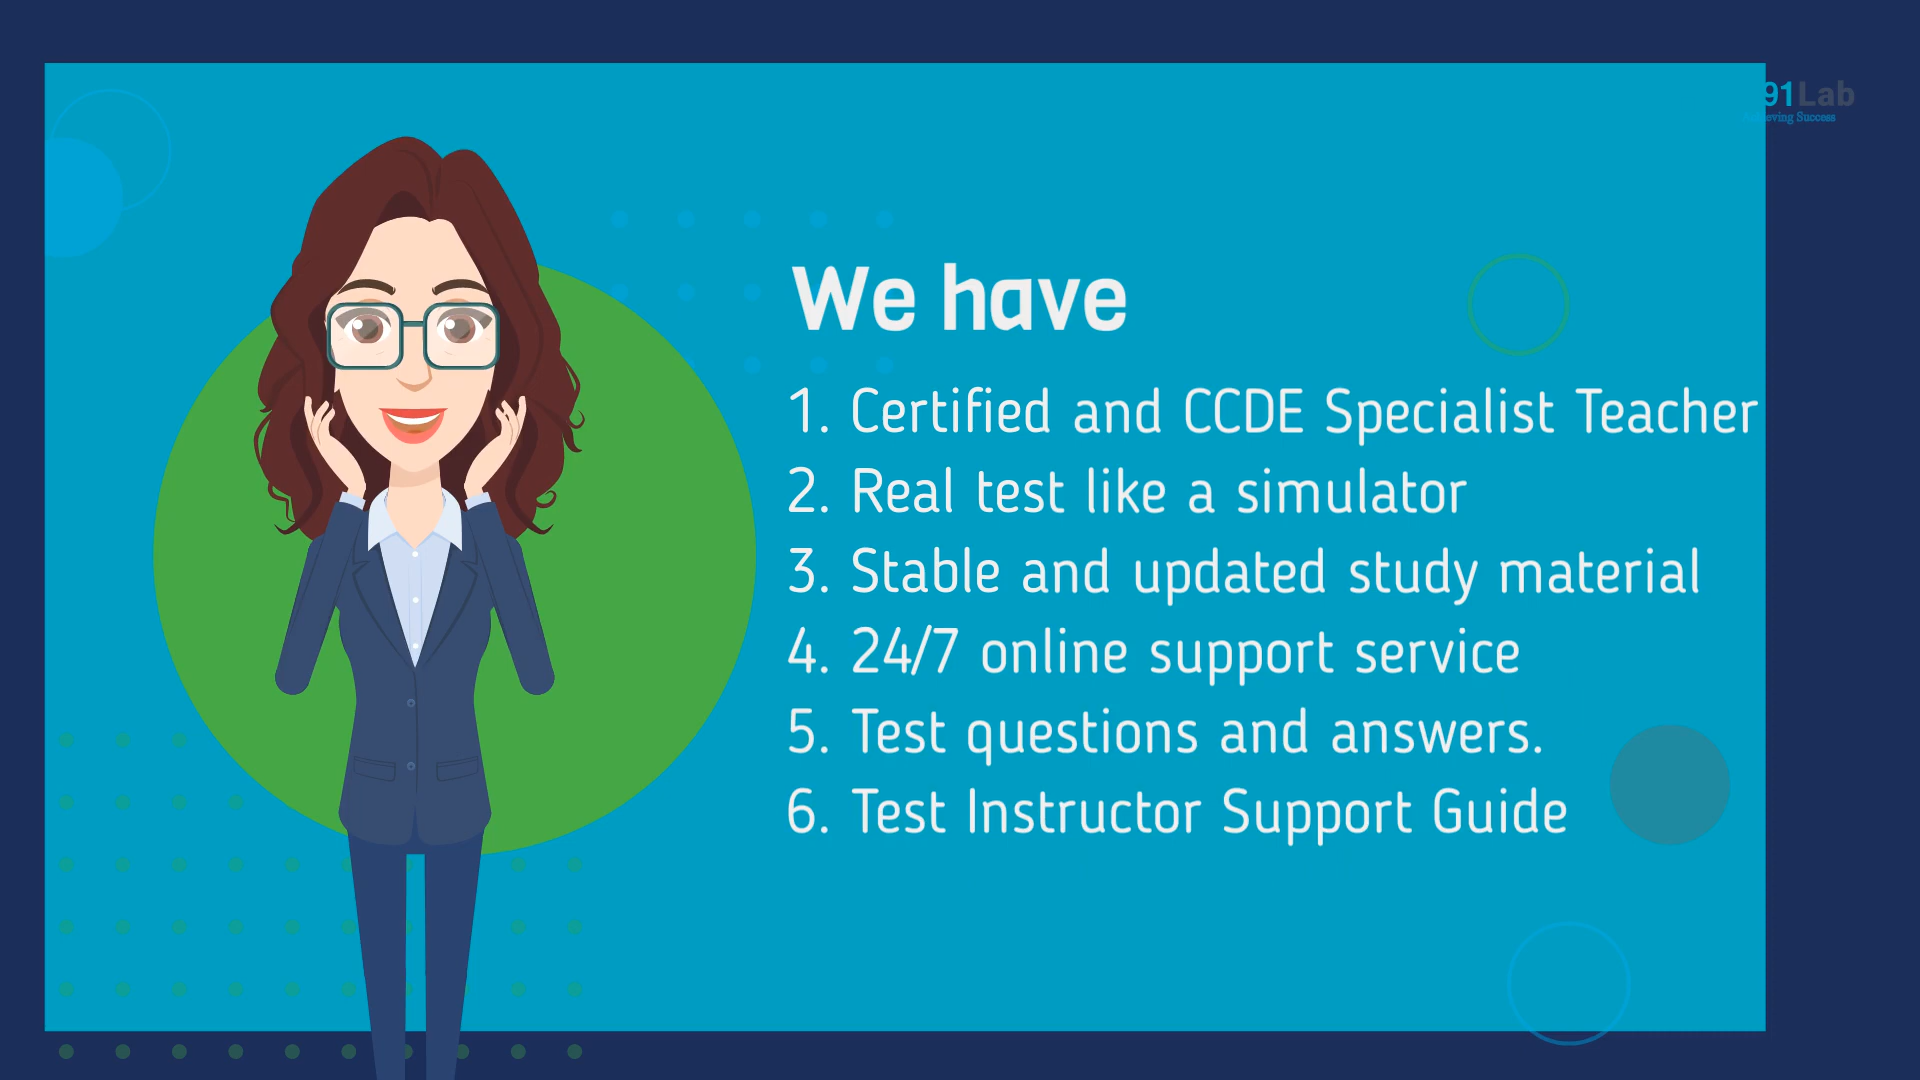 91Lab
We have
1. Certified and CCDE Specialist Teacher
2. Real test like a simulator
3. Stable and updated study material
4. 24/7 online support service
5. Test questions and answers.
6. Test Instructor Support Guide